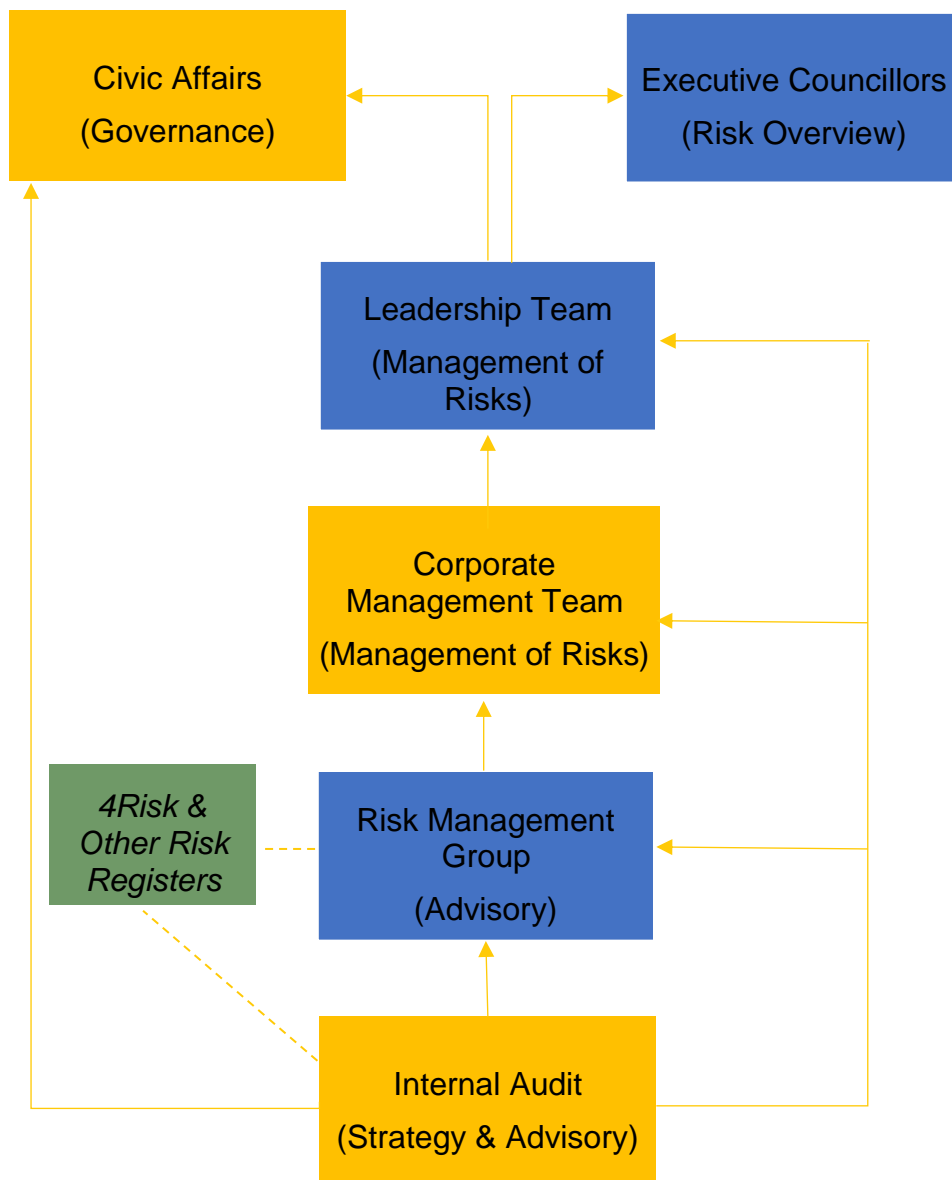 Civic Affairs
(Governance)
Executive Councillors
(Risk Overview)
Leadership Team
(Management of
Risks)
Corporate
Management Team
(Management of Risks)
4Risk &
Other Risk
Registers
Risk Management
Group
(Advisory)
Internal Audit
(Strategy & Advisory)